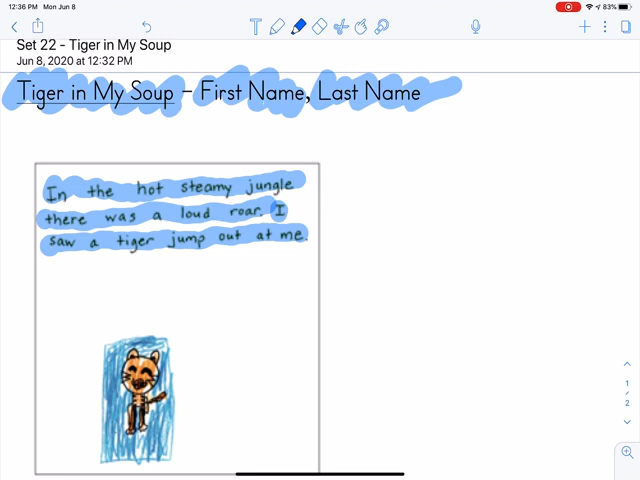 12:36 PM Mon Jun 8
83%
Set 22 - Tiger in My Soup
Jun 8, 2020 at 12:32 PM
Tiger in My Soup - First Name, Last Name
In the hot steamy jungle
there was a loud roar. I
saw a tiger jump out at me.
1
/
2